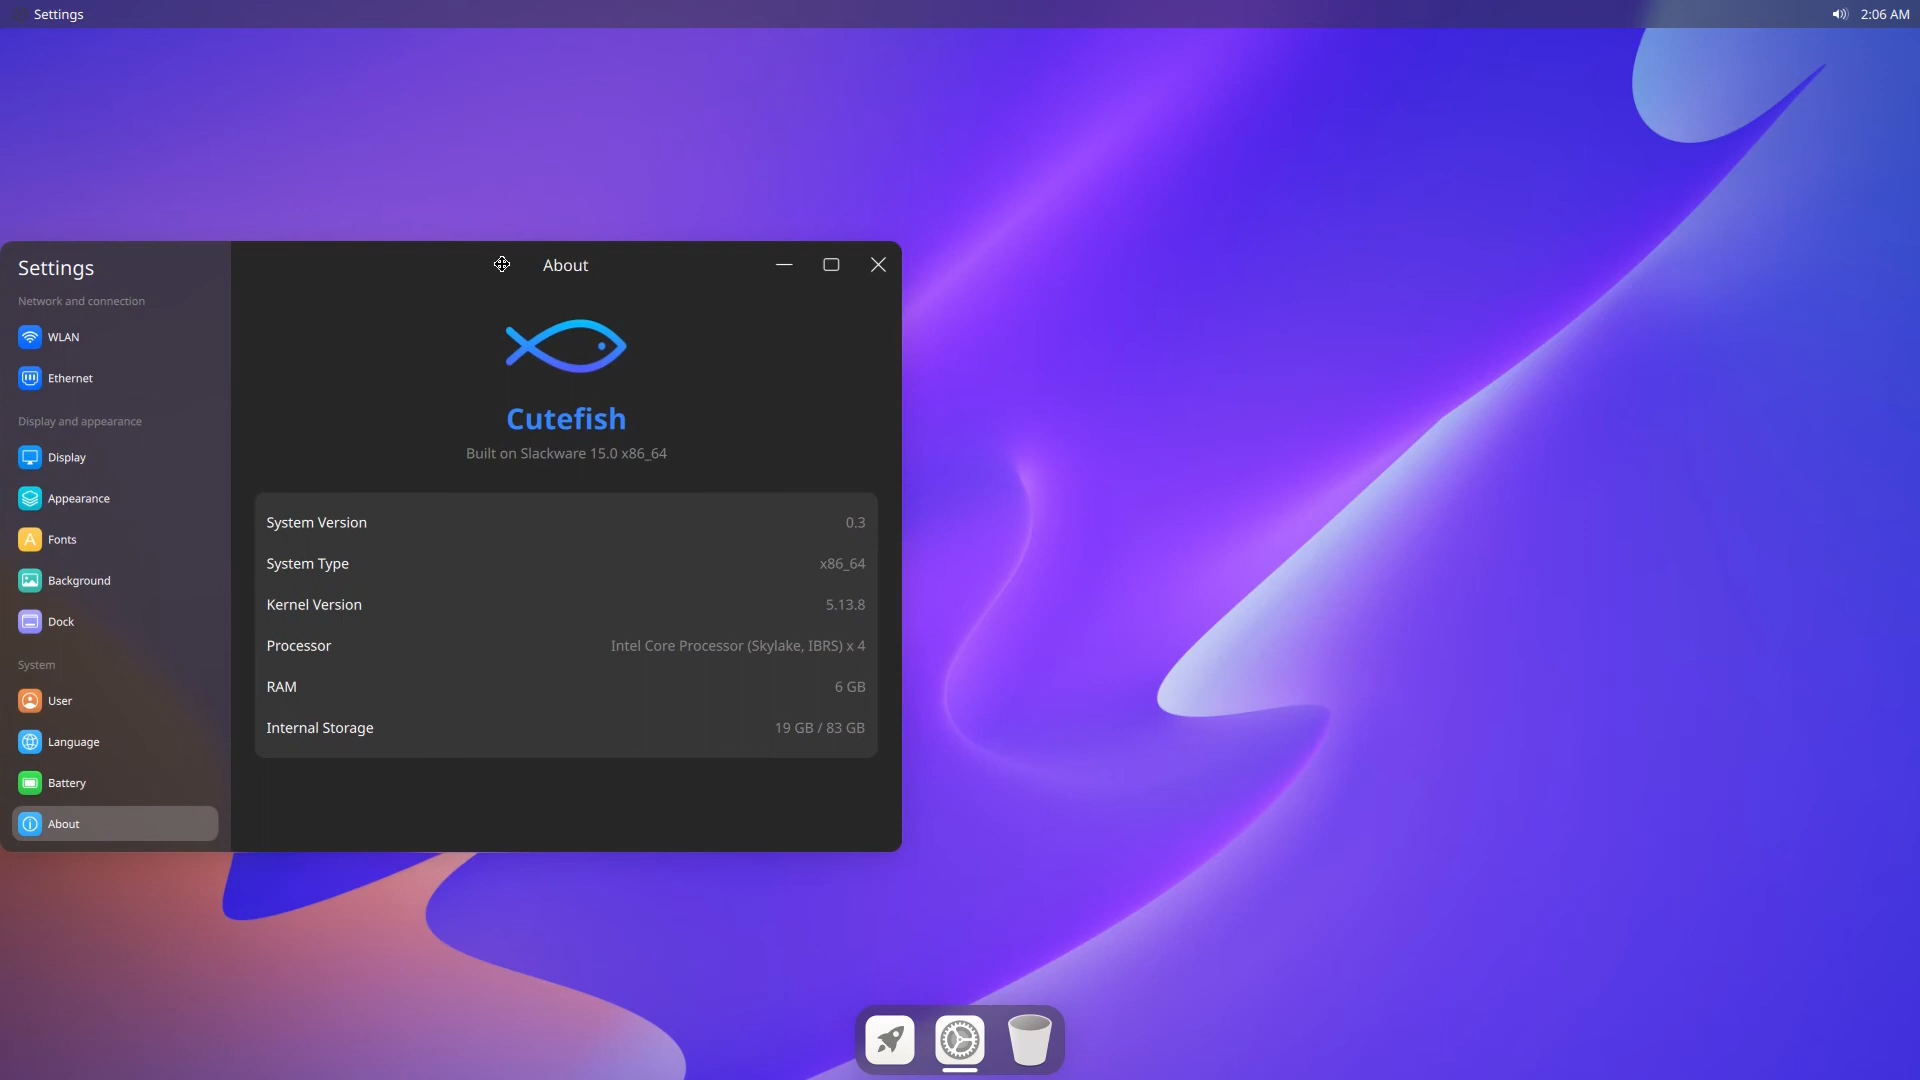 Settings
2:06 AM
Settings
Network and connection
WLAN
Ethernet
Display and appearance
Display
Appearance
Fonts
Background
Dock
System
User
Language
Battery
About
About
Cutefish
Built on Slackware 15.0 x86_64
System Version 0.3
System Type x86_64
Kernel Version 5.13.8
Processor Intel Core Processor (Skylake, IBRS) x 4
RAM 6 GB
Internal Storage 19 GB / 83 GB